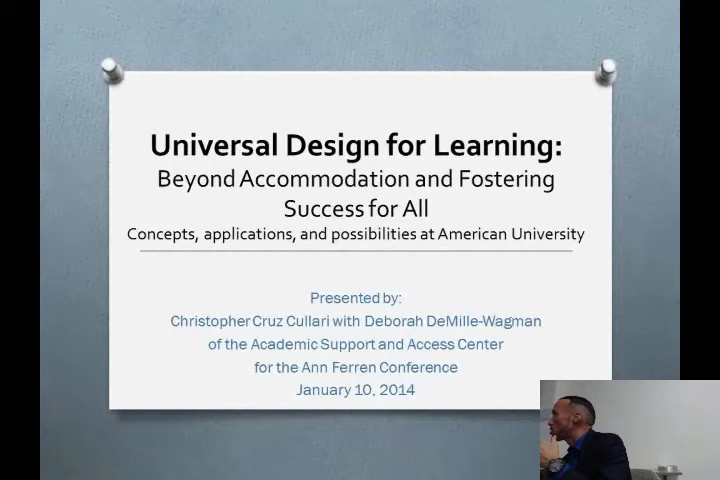 Universal Design for Learning:
Beyond Accommodation and Fostering
Success for All
Concepts, applications, and possibilities at American University
Presented by:
Christopher Cruz Cullari with Deborah DeMille-Wagman
of the Academic Support and Access Center
for the Ann Ferren Conference
January 10, 2014